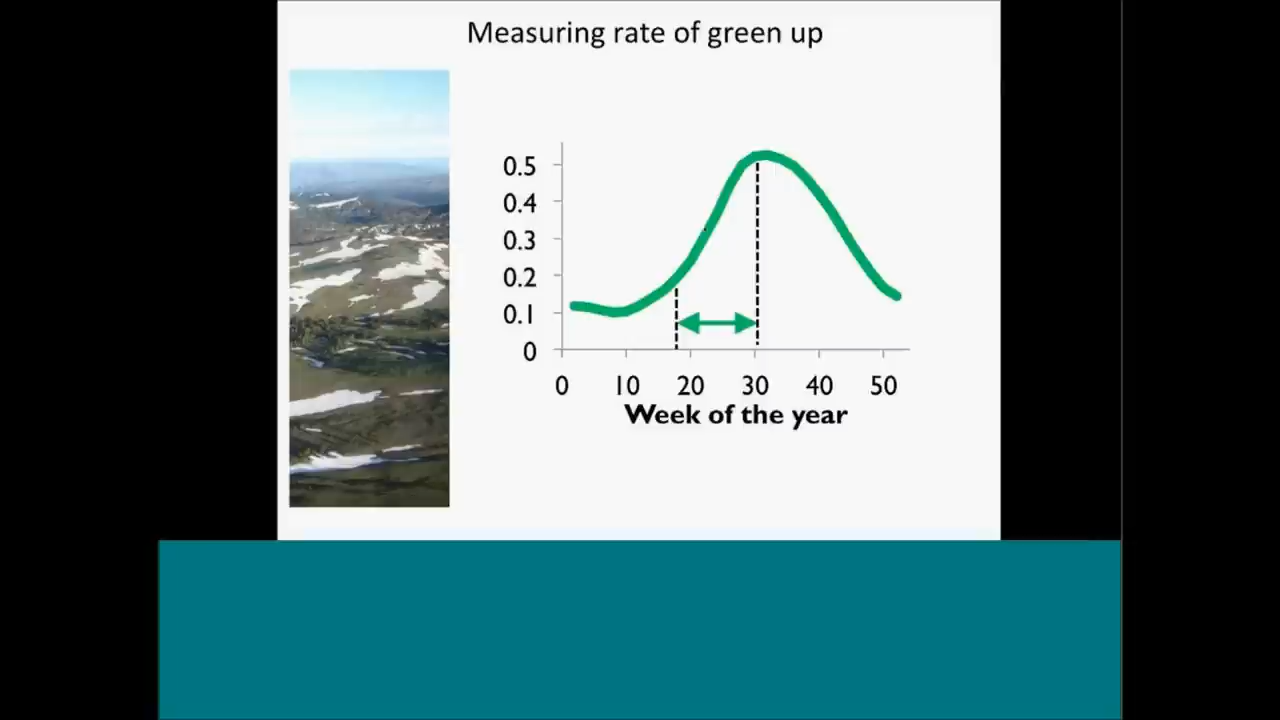 Measuring rate of green up
0.5
0.4
0.3
0.2
0.1
0
0 10 20 30 40 50
Week of the year